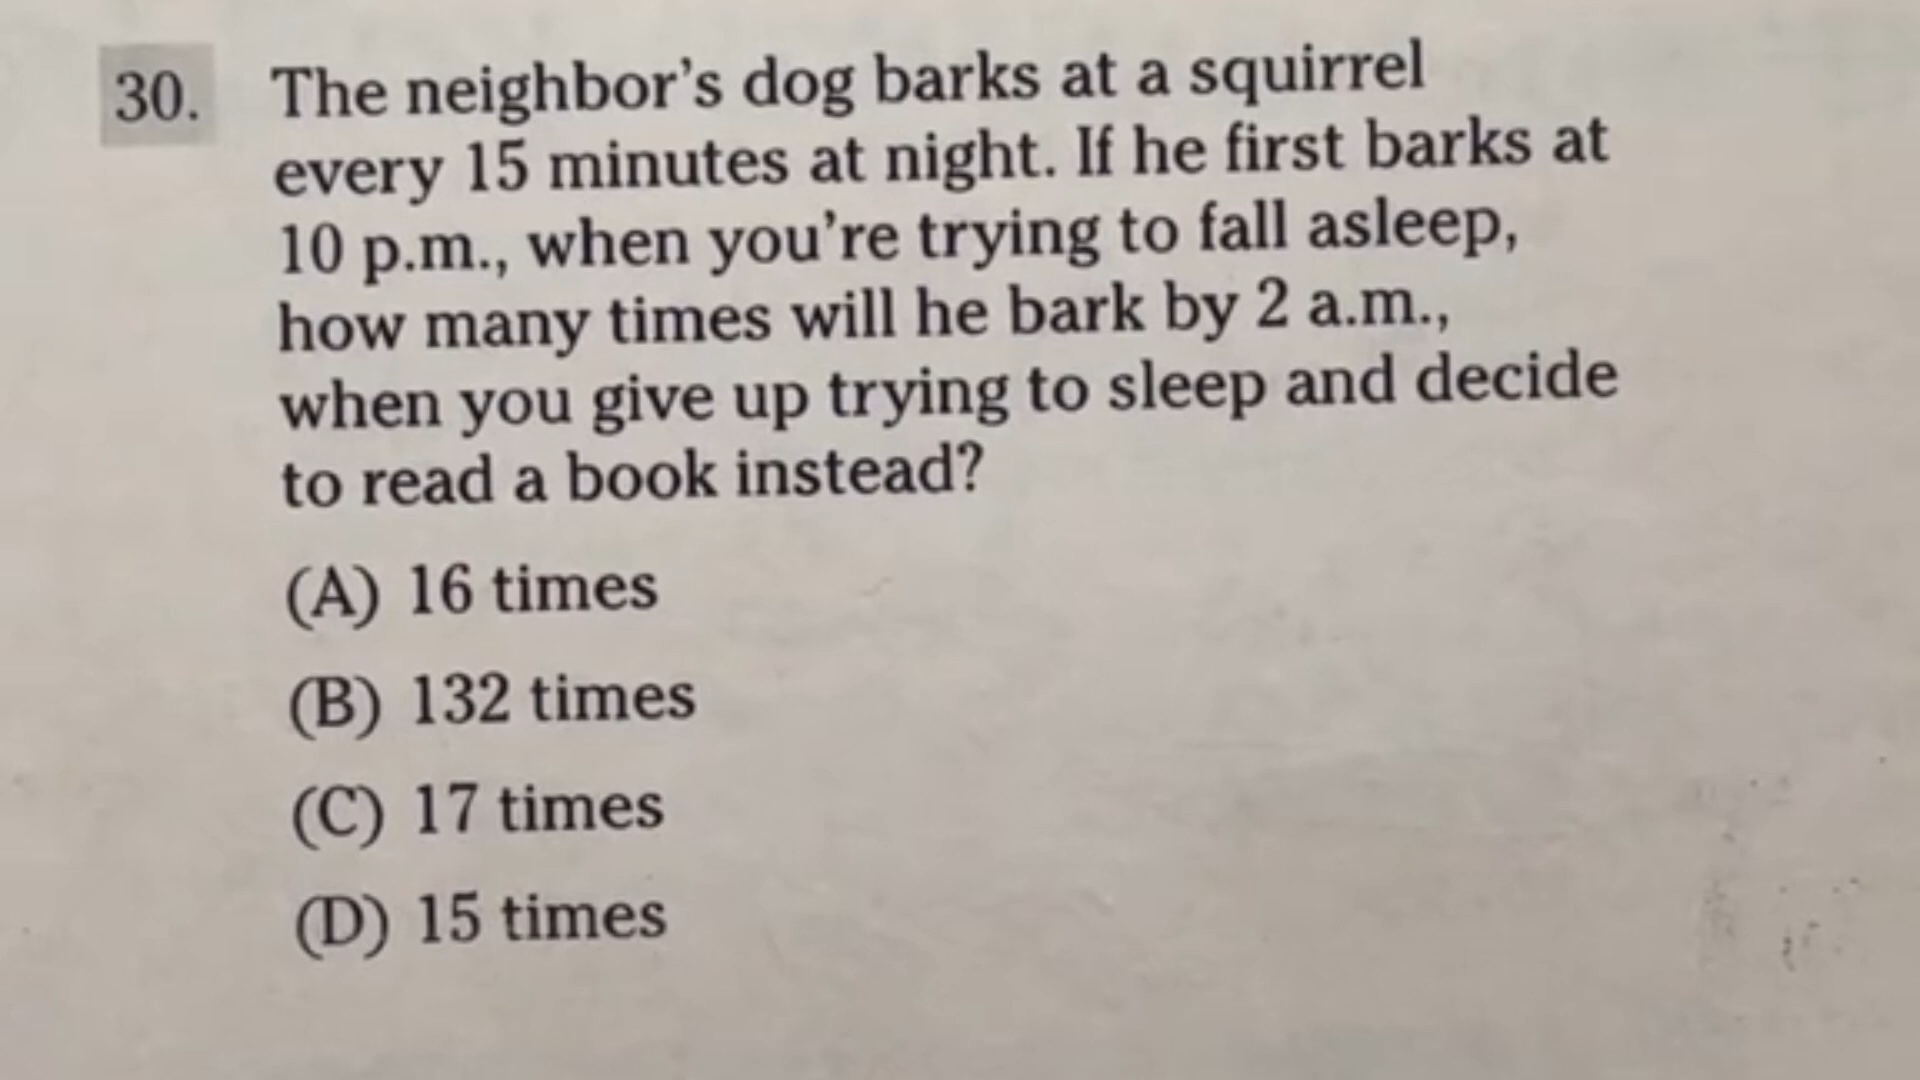 30. The neighbor's dog barks at a squirrel
every 15 minutes at night. If he first barks at
10 p.m., when you're trying to fall asleep,
how many times will he bark by 2 a.m.,
when you give up trying to sleep and decide
to read a book instead?
(A) 16 times
(B) 132 times
(C) 17 times
(D) 15 times